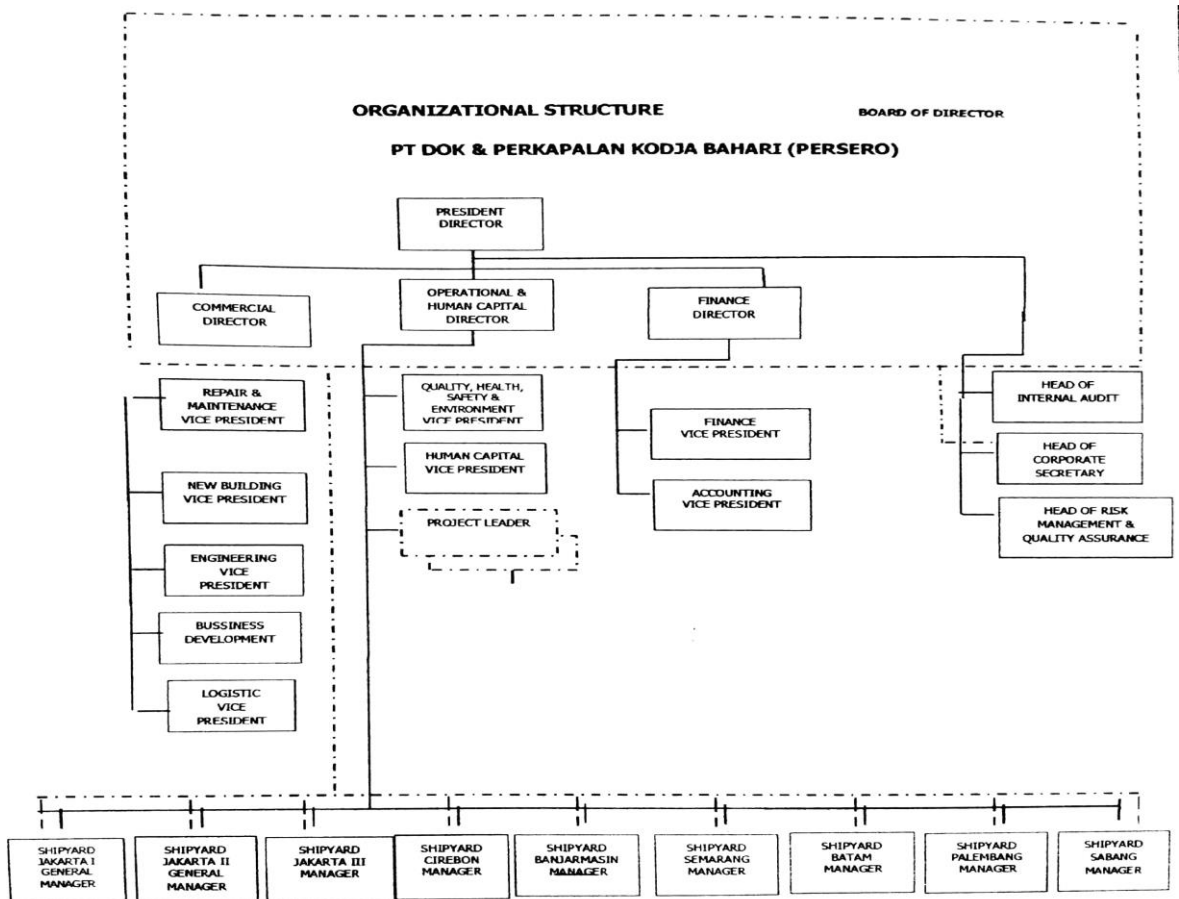 ORGANIZATIONAL STRUCTURE
BOARD OF DIRECTOR
PT DOK & PERKAPALAN KODJA BAHARI (PERSERO)
PRESIDENT
DIRECTOR
COMMERCIAL
DIRECTOR
OPERATIONAL &
HUMAN CAPITAL
DIRECTOR
FINANCE
DIRECTOR
REPAIR &
MAINTENANCE
VICE PRESIDENT
NEW BUILDING
VICE PRESIDENT
ENGINEERING
VICE
PRESIDENT
BUSSINESS
DEVELOPMENT
LOGISTIC
VICE
PRESIDENT
QUALITY, HEALTH,
SAFETY &
ENVIRONMENT
VICE PRESIDENT
HUMAN CAPITAL
VICE PRESIDENT
PROJECT LEADER
FINANCE
VICE PRESIDENT
ACCOUNTING
VICE PRESIDENT
HEAD OF
INTERNAL AUDIT
HEAD OF
CORPORATE
SECRETARY
HEAD OF RISK
MANAGEMENT &
QUALITY ASSURANCE
SHIPYARD
JAKARTA I
GENERAL
MANAGER
SHIPYARD
JAKARTA II
GENERAL
MANAGER
SHIPYARD
JAKARTA III
MANAGER
SHIPYARD
CIREBON
MANAGER
SHIPYARD
BANJARMASIN
MANAGER
SHIPYARD
SEMARANG
MANAGER
SHIPYARD
BATAM
MANAGER
SHIPYARD
PALEMBANG
MANAGER
SHIPYARD
SABANG
MANAGER